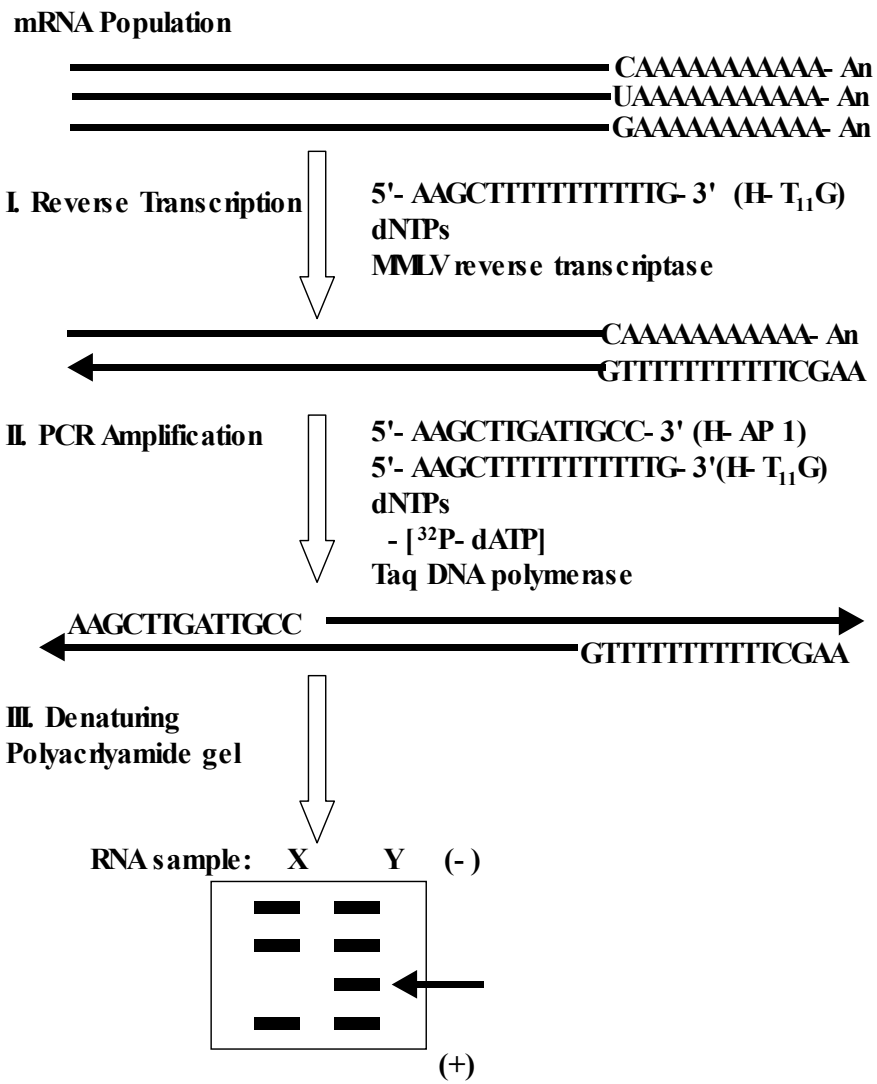 mRNA Population
CAAAAAAAAAAA- An
UAAAAAAAAAAA- An
GAAAAAAAAAAA- An
I. Reverse Transcription
5'- AAGCTTTTTTTTTTTG- 3' (H- T11G)
dNTPs
MMLV reverse transcriptase
CAAAAAAAAAAA- An
GTTTTTTTTTTTCGAA
II. PCR Amplification
5'- AAGCTTGATTGCC- 3' (H- AP 1)
5'- AAGCTTTTTTTTTTTG- 3'(H- T11G)
dNTPs
- [32P- dATP]
Taq DNA polymerase
AAGCTTGATTGCC
GTTTTTTTTTTTCGAA
III. Denaturing
Polyacrlyamide gel
RNA sample: X Y (-)
(+)